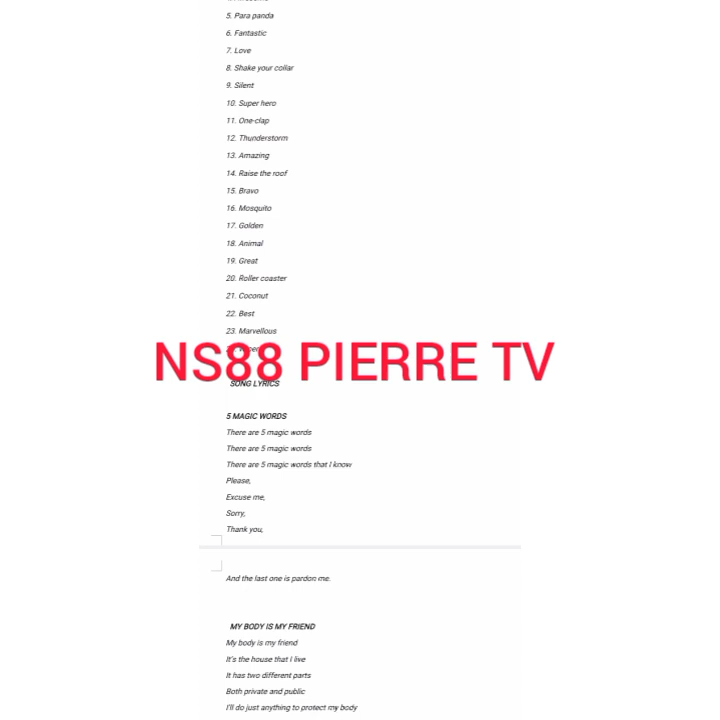 5. Para panda
6. Fantastic
7. Love
8. Shake your collar
9. Silent
10. Super hero
11. One-clap
12. Thunderstorm
13. Amazing
14. Raise the roof
15. Bravo
16. Mosquito
17. Golden
18. Animal
19. Great
20. Roller coaster
21. Coconut
22. Best
23. Marvellous
NS88 PIERRE TV
SONG LYRICS
5 MAGIC WORDS
There are 5 magic words
There are 5 magic words
There are 5 magic words that I know
Please,
Excuse me,
Sorry,
Thank you,
And the last one is pardon me.
MY BODY IS MY FRIEND
My body is my friend
It's the house that I live
It has two different parts
Both private and public
I'll do just anything to protect my body